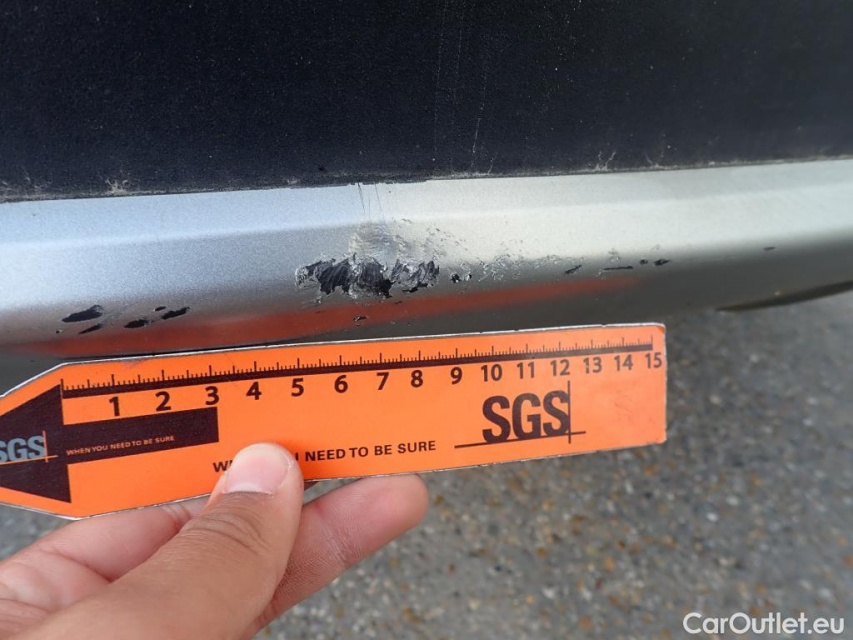 1 2 3 4 5 6 7 8 9 10 11 12 13 14 15
SGS
WHEN YOU NEED TO BE SURE
SGS
NEED TO BE SURE
CarOutlet.eu